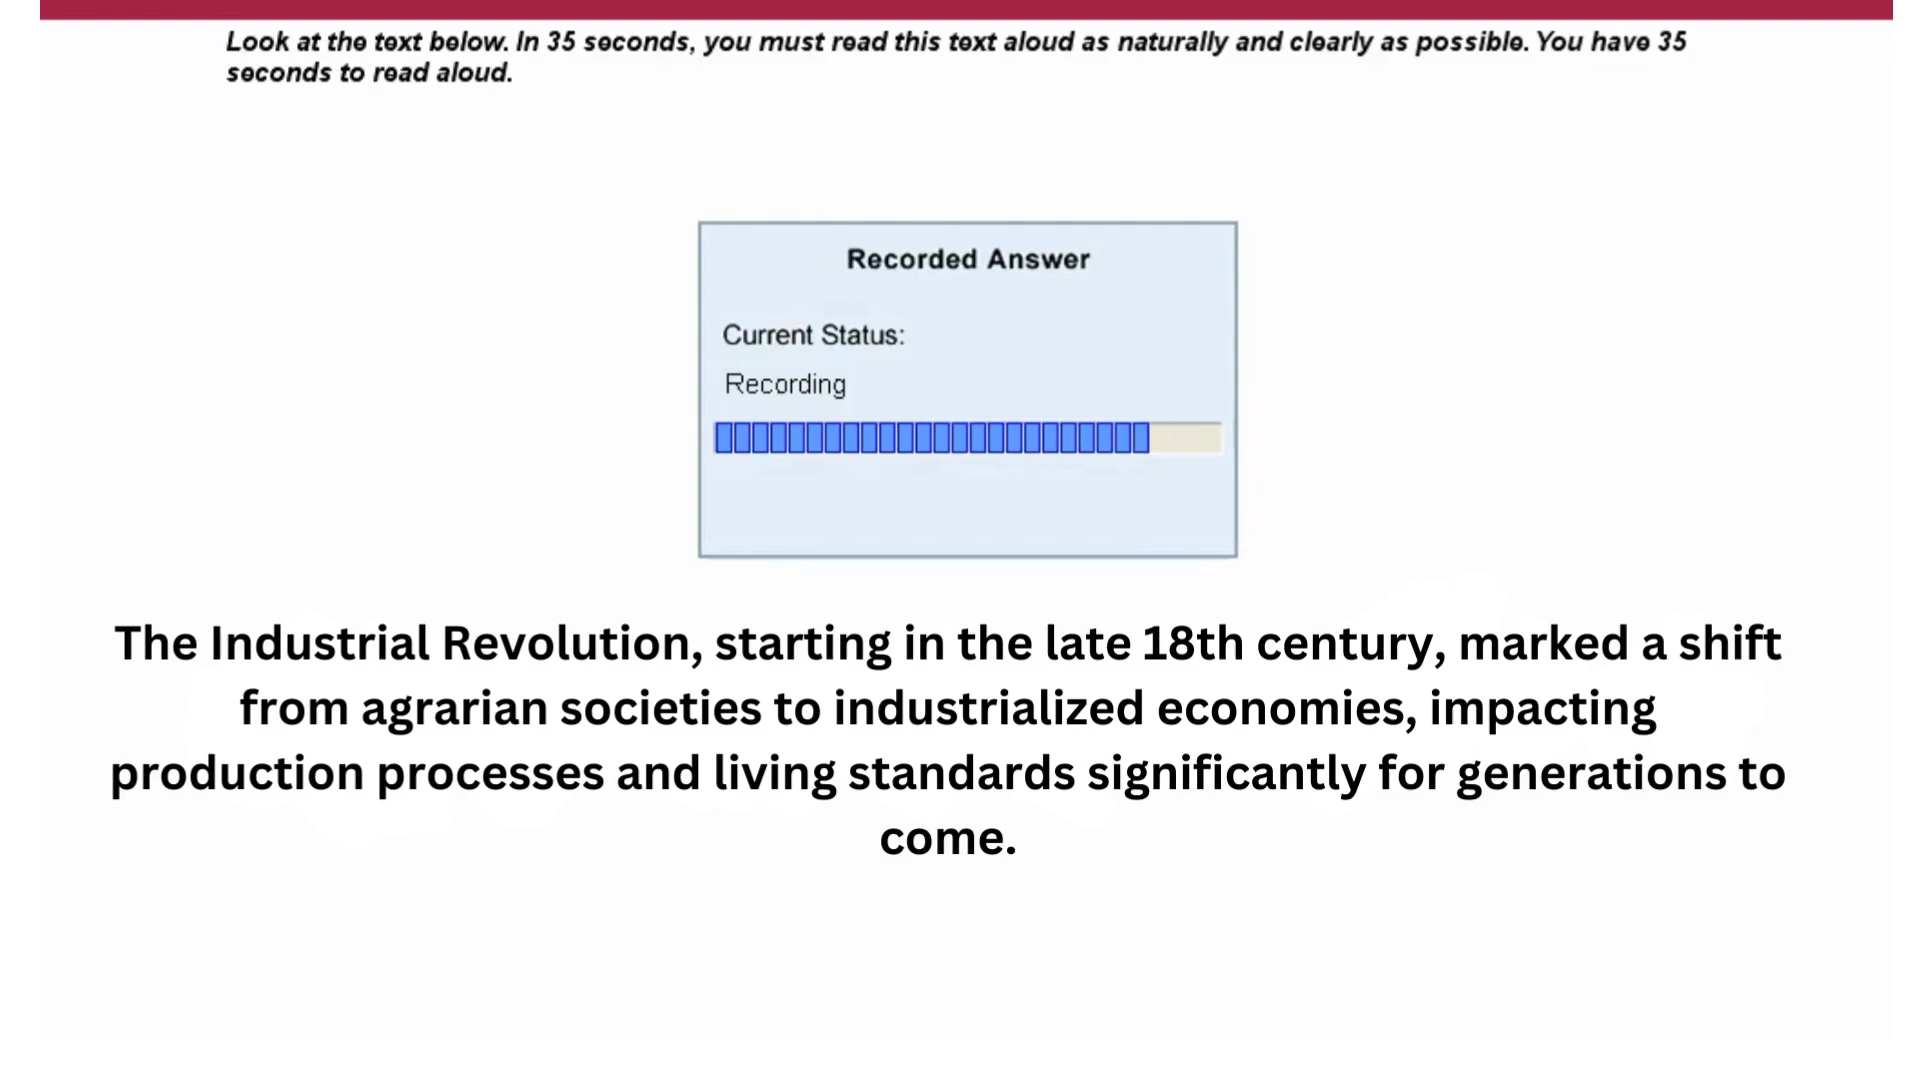 Look at the text below. In 35 seconds, you must read this text aloud as naturally and clearly as possible. You have 35
seconds to read aloud.
Recorded Answer
Current Status:
Recording
The Industrial Revolution, starting in the late 18th century, marked a shift
from agrarian societies to industrialized economies, impacting
production processes and living standards significantly for generations to
come.